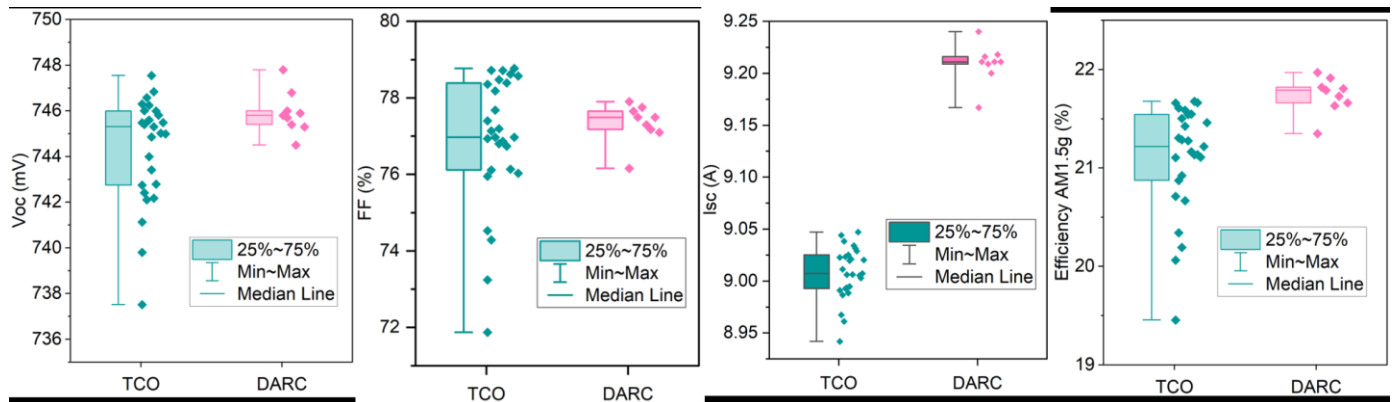 Voc (mV)
750
748
746
744
742
740
738
736
25%~75%
Min~Max
Median Line
TCO
DARC
FF (%)
80
78
76
74
72
25%~75%
Min~Max
Median Line
TCO
DARC
Isc (A)
9.25
9.20
9.15
9.10
9.05
9.00
8.95
25%~75%
Min~Max
Median Line
TCO
DARC
Efficiency AM1.5g (%)
22
21
20
19
25%~75%
Min~Max
Median Line
TCO
DARC